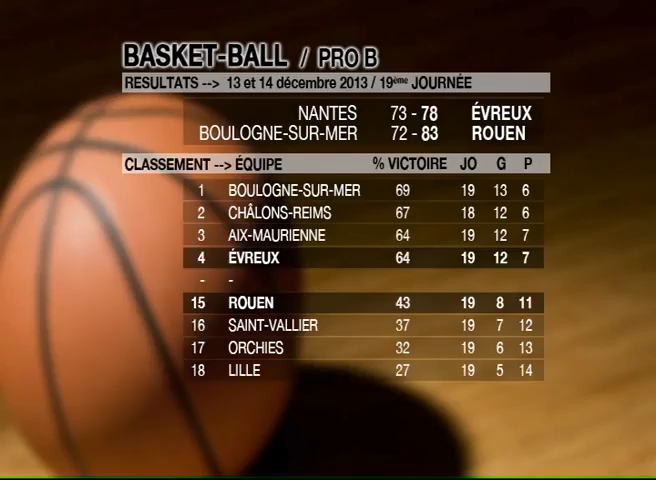 BASKET-BALL / PRO B
RESULTATS --> 13 et 14 décembre 2013 / 19ème JOURNÉE
NANTES 73 - 78 ÉVREUX
BOULOGNE-SUR-MER 72 - 83 ROUEN
CLASSEMENT --> ÉQUIPE % VICTOIRE JO G P
1 BOULOGNE-SUR-MER 69 19 13 6
2 CHÂLONS-REIMS 67 18 12 6
3 AIX-MAURIENNE 64 19 12 7
4 ÉVREUX 64 19 12 7
- -
15 ROUEN 43 19 8 11
16 SAINT-VALLIER 37 19 7 12
17 ORCHIES 32 19 6 13
18 LILLE 27 19 5 14